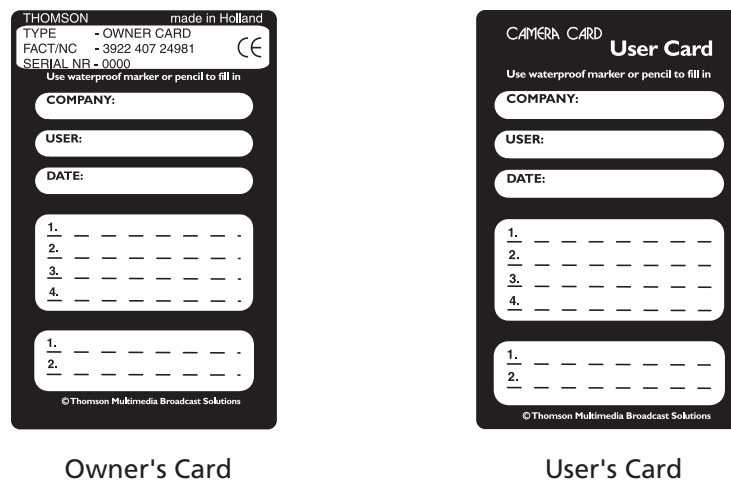 THOMSON made in Holland
TYPE - OWNER CARD
FACT/NC - 3922 407 24981
SERIAL NR - 0000
CE
Use waterproof marker or pencil to fill in
COMPANY:
USER:
DATE:
1.
2.
3.
4.
1.
2.
© Thomson Multimedia Broadcast Solutions
Owner's Card
CAMERA CARD
User Card
Use waterproof marker or pencil to fill in
COMPANY:
USER:
DATE:
1.
2.
3.
4.
1.
2.
© Thomson Multimedia Broadcast Solutions
User's Card